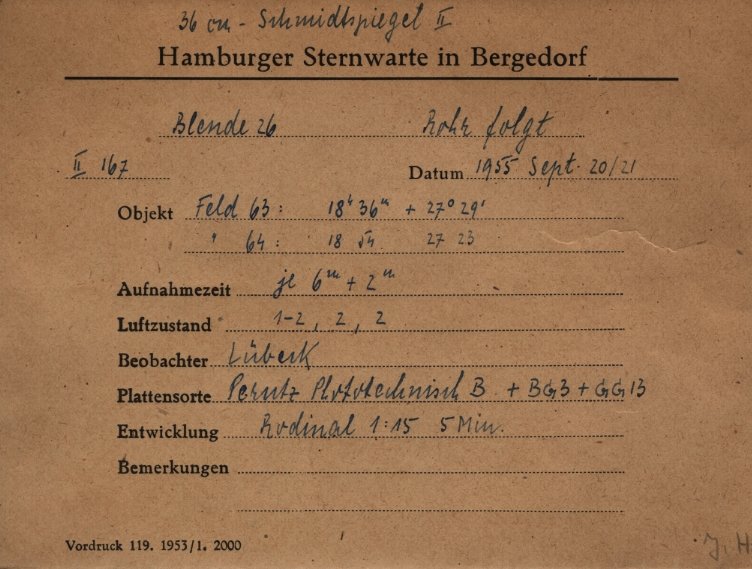 36 cm - Schmidtspiegel II
Hamburger Sternwarte in Bergedorf
Blende 26 Rohr folgt
II 167 Datum 1955 Sept. 20/21
Objekt Feld 63 : 18h 36m + 27° 29'
" 64 : 18 54 27 23
Aufnahmezeit je 6m + 2m
Luftzustand 1-2, 2, 2
Beobachter Lübeck
Plattensorte Perutz Phototechnisch B + BG3 + GG13
Entwicklung Rodinal 1:15 5 Min.
Bemerkungen
Vordruck 119. 1953/1. 2000
J. H